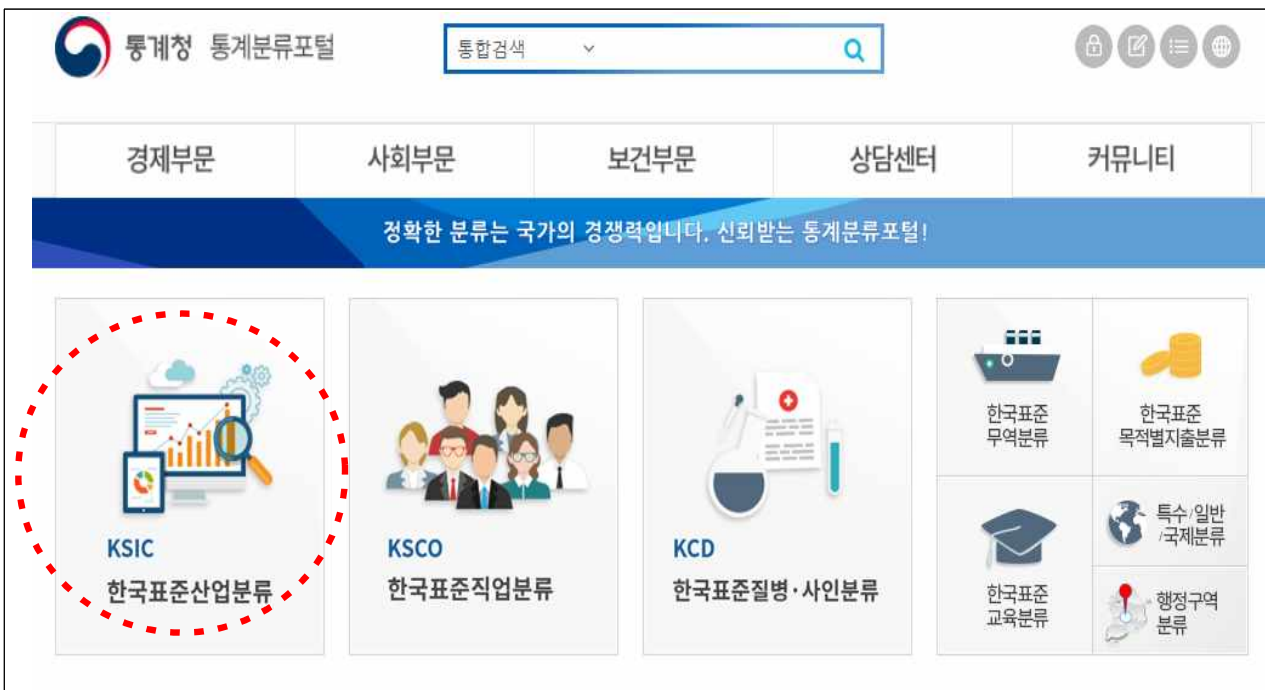 통계청 통계분류포털
통합검색
경제부문 사회부문 보건부문 상담센터 커뮤니티
정확한 분류는 국가의 경쟁력입니다. 신뢰받는 통계분류포털!
KSIC
한국표준산업분류
KSCO
한국표준직업분류
KCD
한국표준질병·사인분류
한국표준
무역분류
한국표준
목적별지출분류
한국표준
교육분류
특수/일반
/국제분류
행정구역
분류